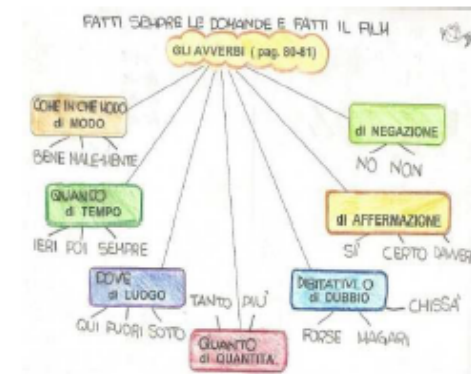 FATTI SEMPRE LE DOMANDE E FATTI IL FILM
GLI AVVERBI (pag. 80-81)
COME IN CHE MODO
di MODO
BENE MALE-MENTE
QUANDO
di TEMPO
IERI POI SEMPRE
DOVE
di LUOGO
QUI FUORI SOTTO
TANTO PIÙ
QUANTO
di QUANTITÀ
DUBITATIVI O
di DUBBIO
CHISSÀ
FORSE MAGARI
di AFFERMAZIONE
SÌ CERTO DAVVERO
di NEGAZIONE
NO NON